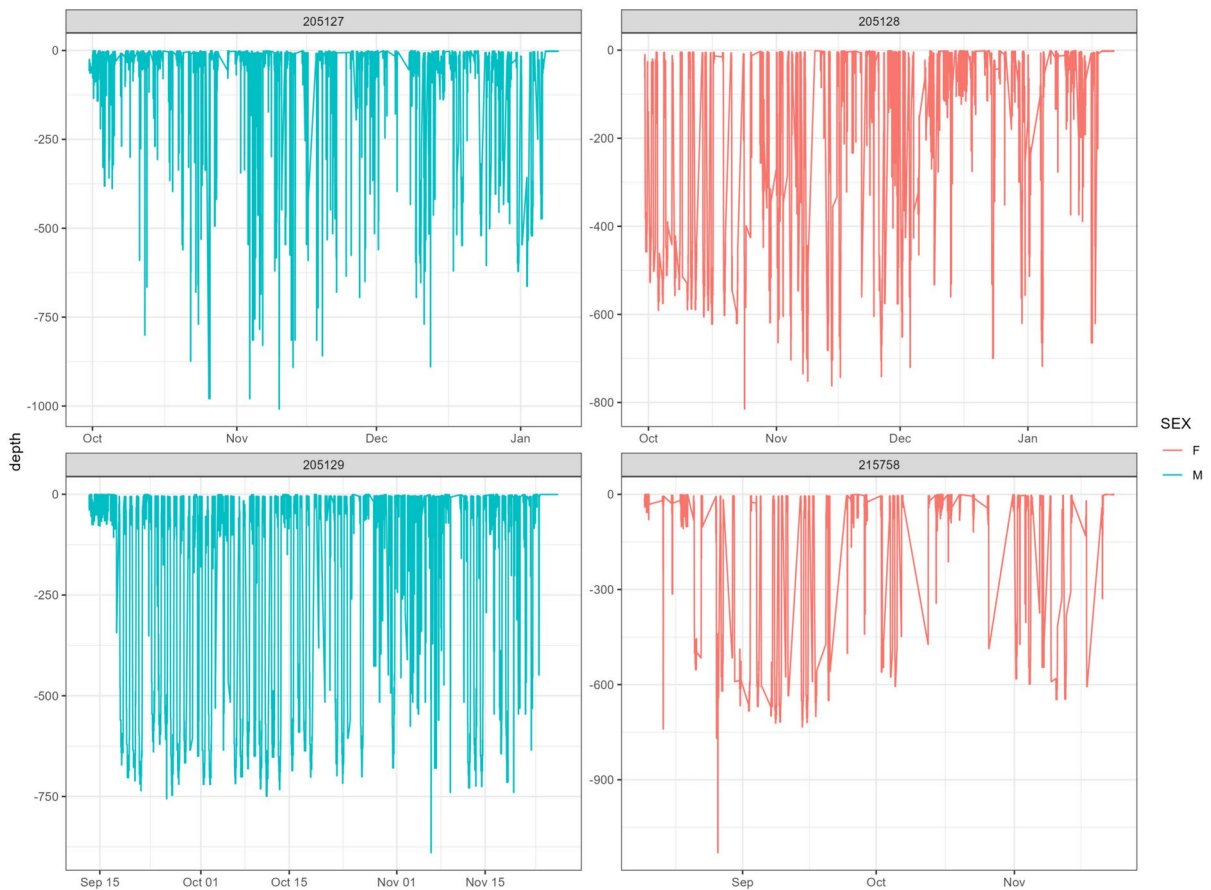 205127
205128
0
-250
-500
-750
-1000
Oct
Nov
Dec
Jan
0
-200
-400
-600
-800
Oct
Nov
Dec
Jan
depth
SEX
F
M
205129
215758
0
-250
-500
-750
Sep 15
Oct 01
Oct 15
Nov 01
Nov 15
0
-300
-600
-900
Sep
Oct
Nov